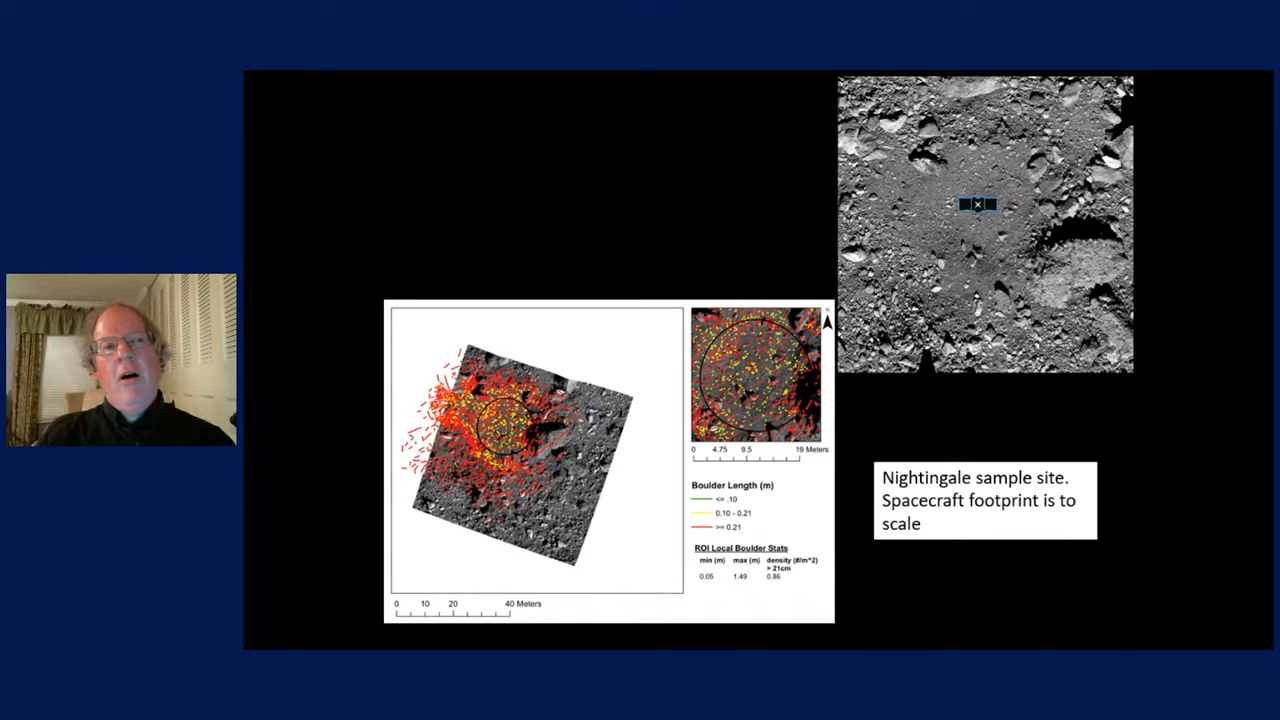 N
0 4.75 9.5 19 Meters
Boulder Length (m)
<= .10
0.10 - 0.21
>= 0.21
ROI Local Boulder Stats
min (m) max (m) density (#/m^2)
> 21cm
0.05 1.49 0.86
0 10 20 40 Meters
Nightingale sample site.
Spacecraft footprint is to
scale